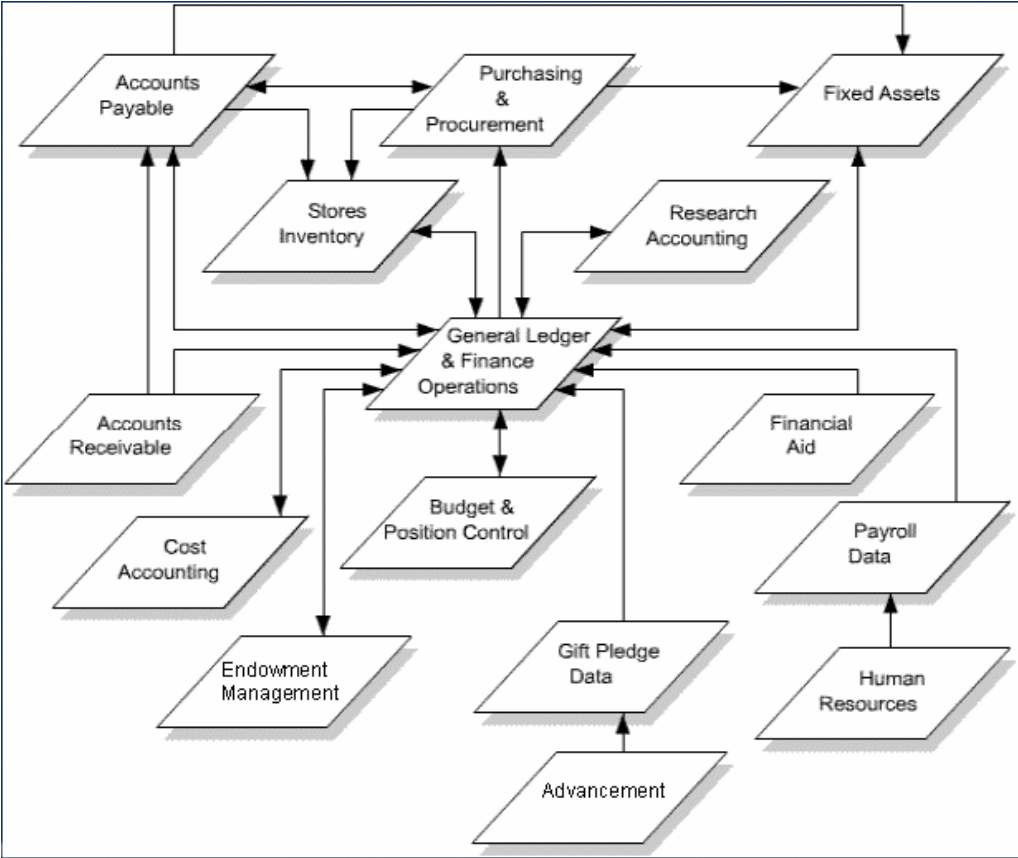 Accounts
Payable
Purchasing
&
Procurement
Fixed Assets
Stores
Inventory
Research
Accounting
General Ledger
& Finance
Operations
Accounts
Receivable
Financial
Aid
Budget &
Position Control
Cost
Accounting
Payroll
Data
Endowment
Management
Gift Pledge
Data
Human
Resources
Advancement